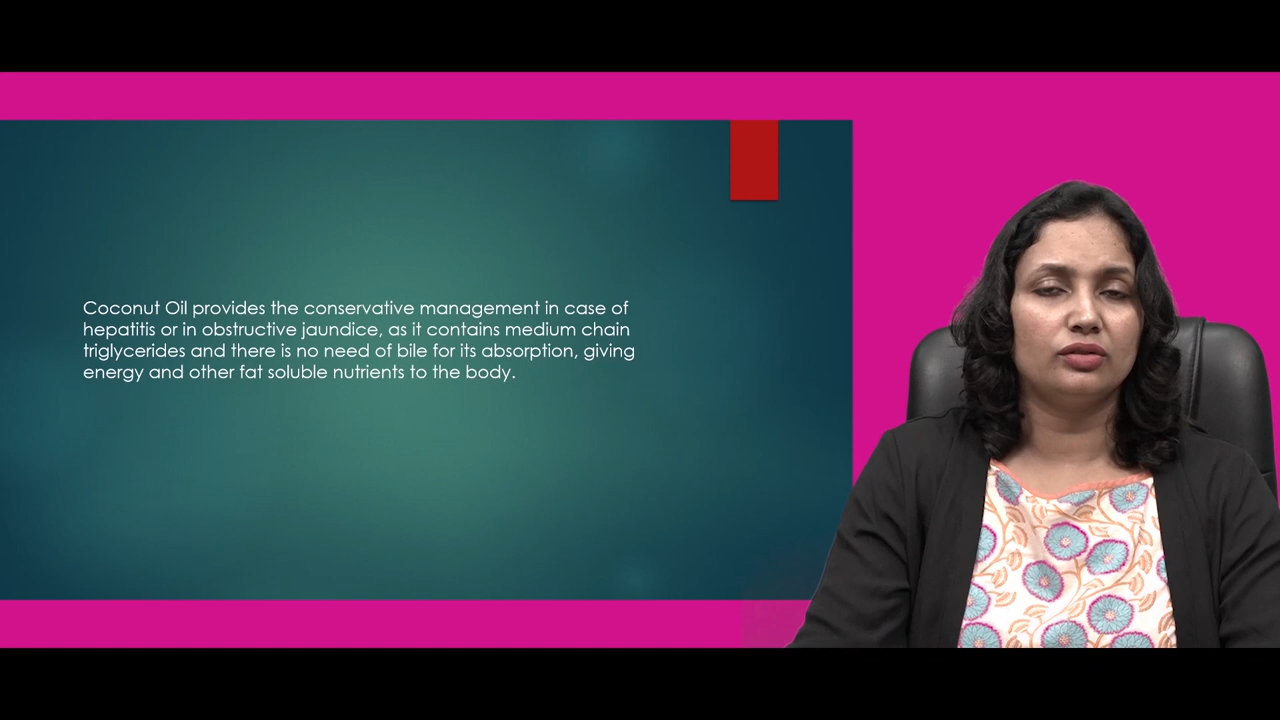 Coconut Oil provides the conservative management in case of
hepatitis or in obstructive jaundice, as it contains medium chain
triglycerides and there is no need of bile for its absorption, giving
energy and other fat soluble nutrients to the body.